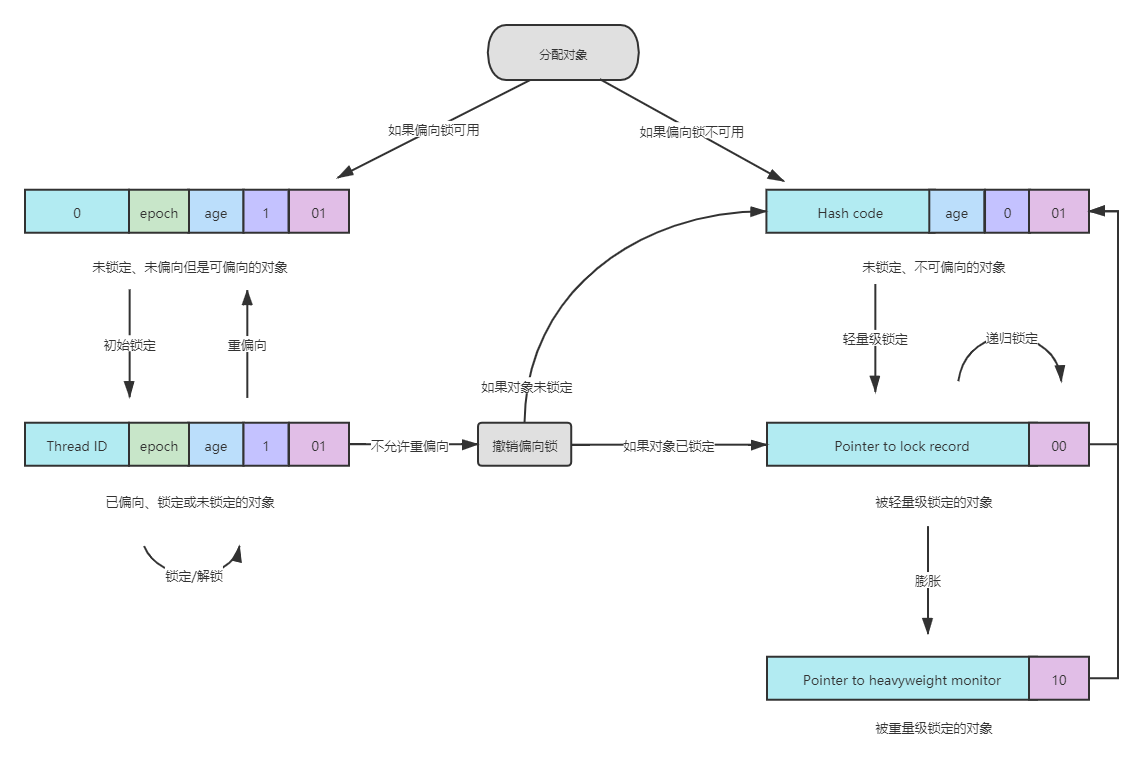 分配对象
如果偏向锁可用
如果偏向锁不可用
0 epoch age 1 01
Hash code age 0 01
未锁定、未偏向但是可偏向的对象
未锁定、不可偏向的对象
初始锁定
重偏向
轻量级锁定
递归锁定
如果对象未锁定
Thread ID epoch age 1 01
不允许重偏向
撤销偏向锁
如果对象已锁定
Pointer to lock record 00
已偏向、锁定或未锁定的对象
被轻量级锁定的对象
锁定/解锁
膨胀
Pointer to heavyweight monitor 10
被重量级锁定的对象